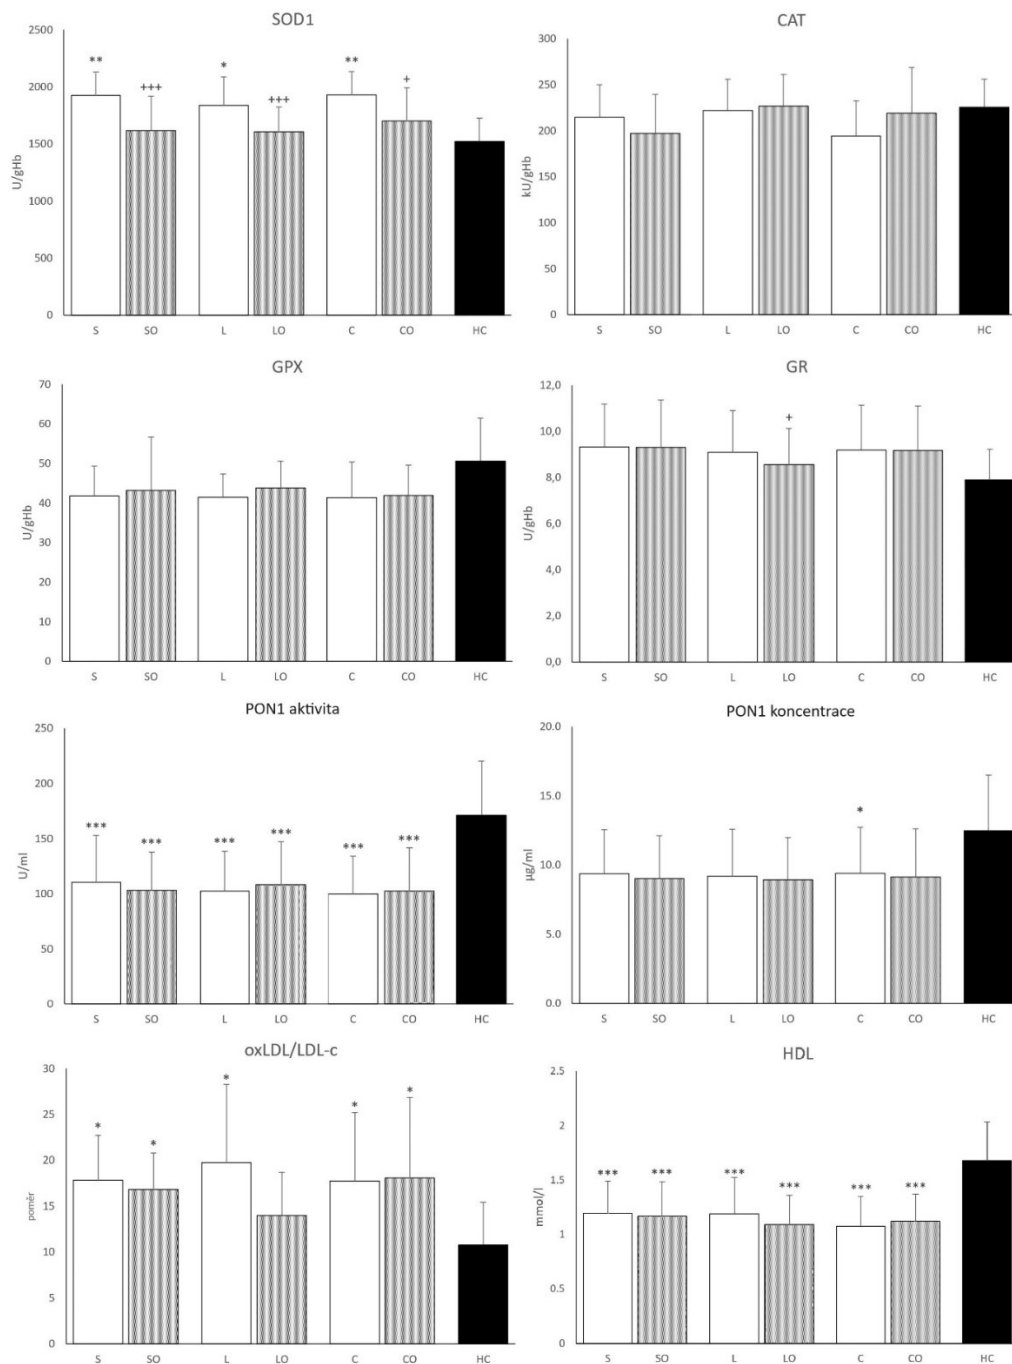 SOD1
2500
2000
1500
1000
500
0
U/gHb
** +++ * +++ ** +
S SO L LO C CO HC
CAT
300
250
200
150
100
50
0
kU/gHb
S SO L LO C CO HC
GPX
70
60
50
40
30
20
10
0
U/gHb
S SO L LO C CO HC
GR
12,0
10,0
8,0
6,0
4,0
2,0
0,0
U/gHb
+
S SO L LO C CO HC
PON1 aktivita
250
200
150
100
50
0
U/ml
*** *** *** *** *** ***
S SO L LO C CO HC
PON1 koncentrace
20.0
15.0
10.0
5.0
0.0
µg/ml
*
S SO L LO C CO HC
oxLDL/LDL-c
30
25
20
15
10
5
0
poměr
* * * * *
S SO L LO C CO HC
HDL
2.5
2
1.5
1
0.5
0
mmol/l
*** *** *** *** *** ***
S SO L LO C CO HC